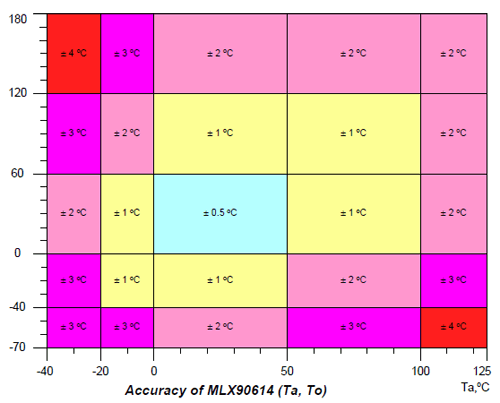 180
± 4 ºC ± 3 ºC ± 2 ºC ± 2 ºC ± 2 ºC
120
± 3 ºC ± 2 ºC ± 1 ºC ± 1 ºC ± 2 ºC
60
± 2 ºC ± 1 ºC ± 0.5 ºC ± 1 ºC ± 2 ºC
0
± 3 ºC ± 1 ºC ± 1 ºC ± 2 ºC ± 3 ºC
-40
± 3 ºC ± 3 ºC ± 2 ºC ± 3 ºC ± 4 ºC
-70
-40 -20 0 50 100 125
Ta,ºC
Accuracy of MLX90614 (Ta, To)